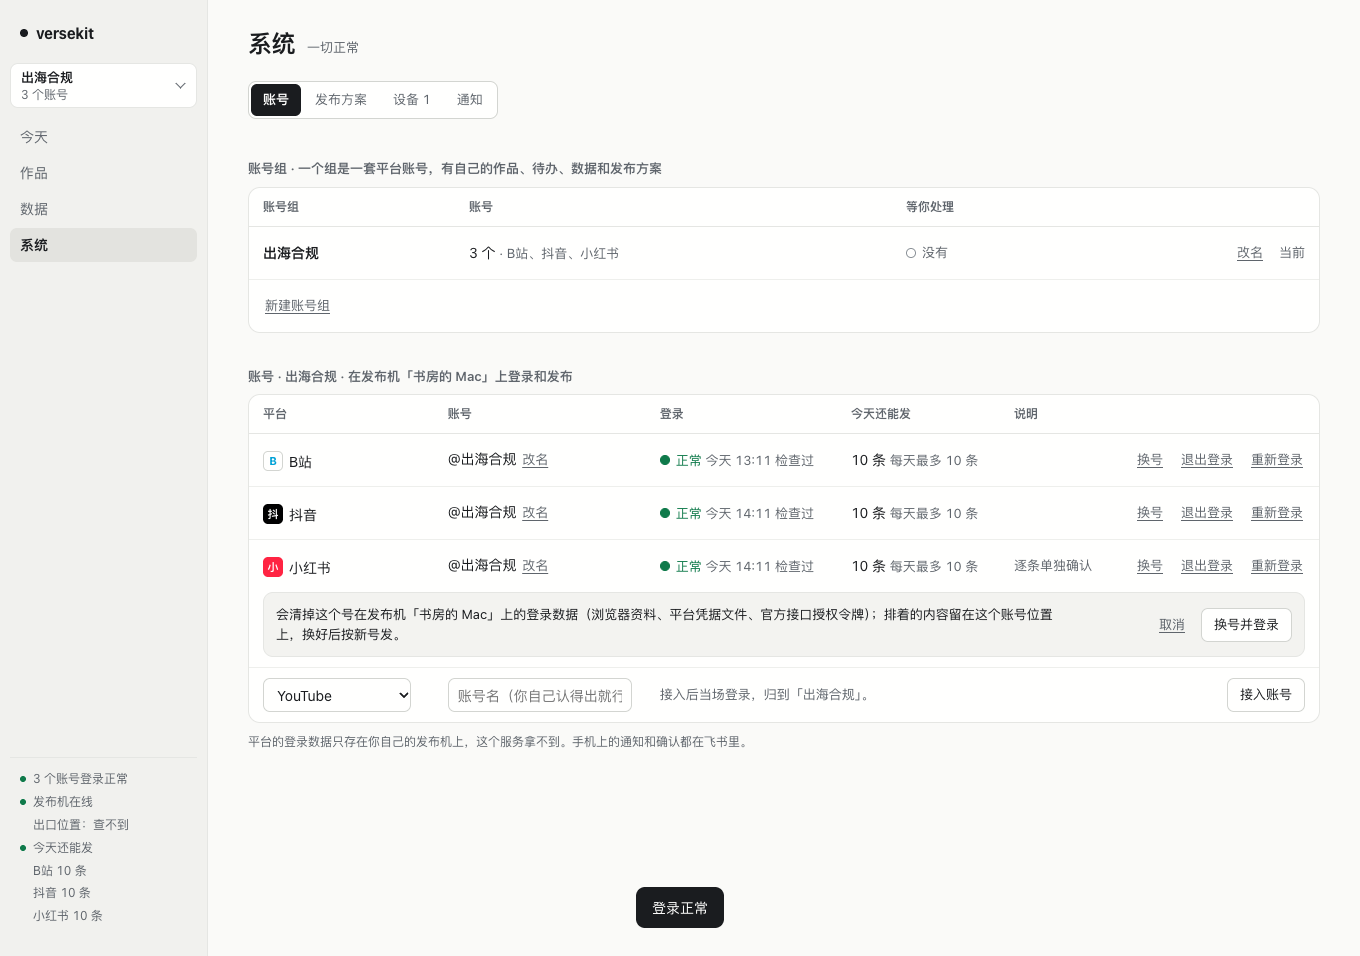 versekit
出海合规
3 个账号
今天
作品
数据
系统
3 个账号登录正常
发布机在线
出口位置：查不到
今天还能发
B站 10 条
抖音 10 条
小红书 10 条
系统 一切正常
账号 发布方案 设备 1 通知
账号组 · 一个组是一套平台账号，有自己的作品、待办、数据和发布方案
账号组 账号 等你处理
出海合规 3 个 · B站、抖音、小红书 没有 改名 当前
新建账号组
账号 · 出海合规 · 在发布机「书房的 Mac」上登录和发布
平台 账号 登录 今天还能发 说明
B B站 @出海合规 改名 正常 今天 13:11 检查过 10 条 每天最多 10 条 换号 退出登录 重新登录
抖 抖音 @出海合规 改名 正常 今天 14:11 检查过 10 条 每天最多 10 条 换号 退出登录 重新登录
小 小红书 @出海合规 改名 正常 今天 14:11 检查过 10 条 每天最多 10 条 逐条单独确认 换号 退出登录 重新登录
会清掉这个号在发布机「书房的 Mac」上的登录数据（浏览器资料、平台凭据文件、官方接口授权令牌）；排着的内容留在这个账号位置
上，换好后按新号发。
取消 换号并登录
YouTube 账号名（你自己认得出就行 接入后当场登录，归到「出海合规」。 接入账号
平台的登录数据只存在你自己的发布机上，这个服务拿不到。手机上的通知和确认都在飞书里。
登录正常